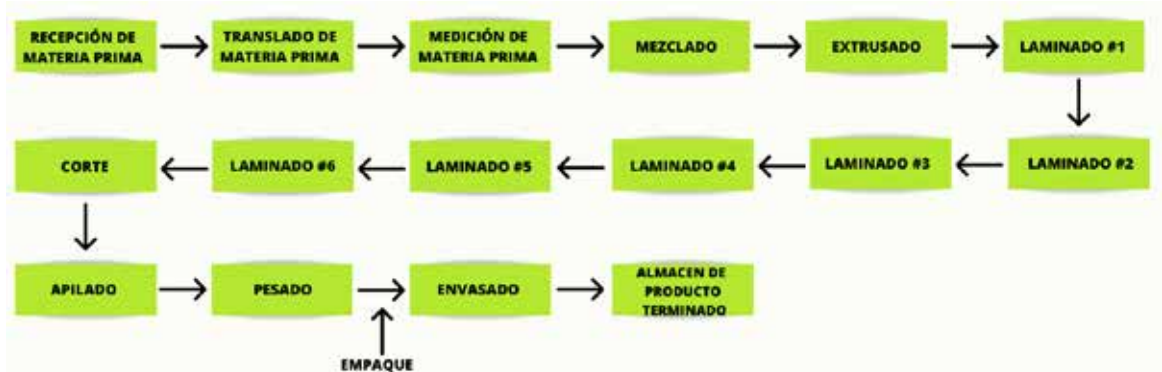 RECEPCIÓN DE
MATERIA PRIMA
TRANSLADO DE
MATERIA PRIMA
MEDICIÓN DE
MATERIA PRIMA
MEZCLADO
EXTRUSADO
LAMINADO #1
LAMINADO #2
LAMINADO #3
LAMINADO #4
LAMINADO #5
LAMINADO #6
CORTE
APILADO
PESADO
EMPAQUE
ENVASADO
ALMACEN DE
PRODUCTO
TERMINADO